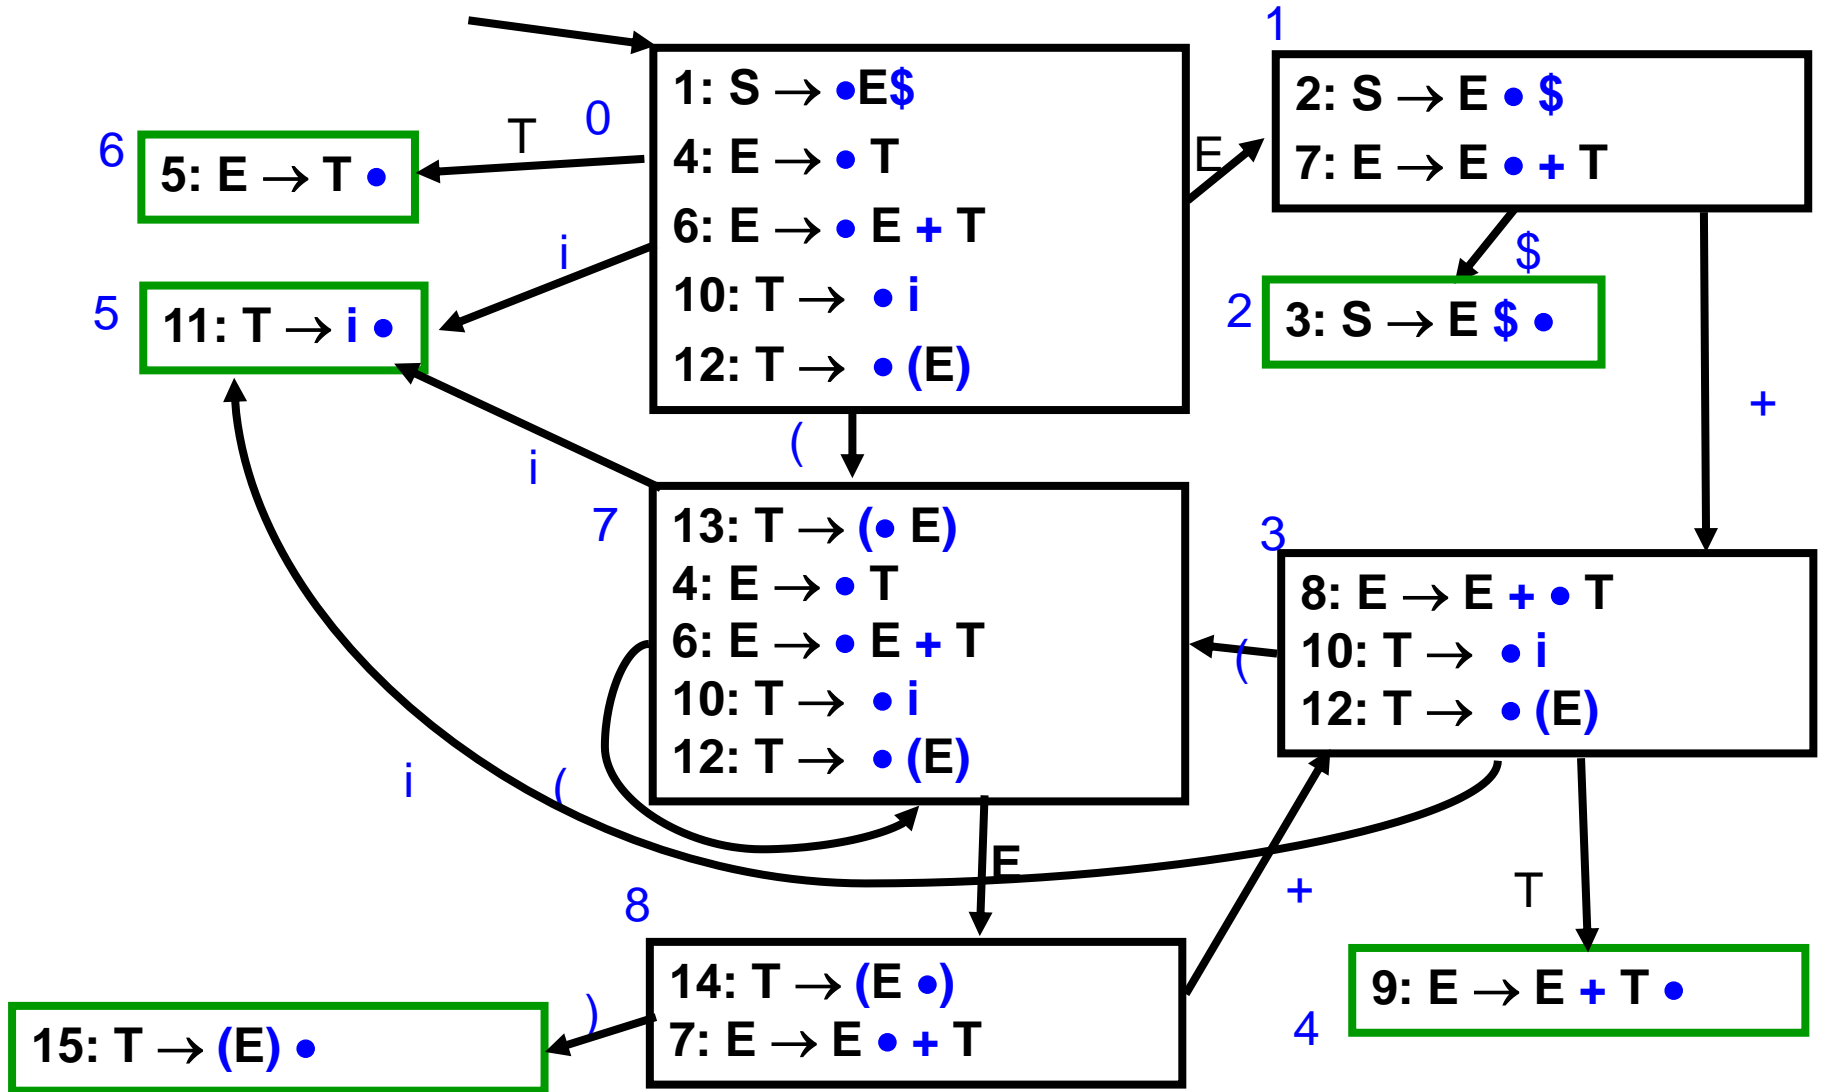 1
0
1: S → •E$
4: E → • T
6: E → • E + T
10: T → • i
12: T → • (E)
E
2: S → E • $
7: E → E • + T
T
6
5: E → T •
i
5
11: T → i •
$
2
3: S → E $ •
+
(
i
7
13: T → (• E)
4: E → • T
6: E → • E + T
10: T → • i
12: T → • (E)
3
8: E → E + • T
10: T → • i
12: T → • (E)
(
i
(
E
+
T
8
14: T → (E •)
7: E → E • + T
)
15: T → (E) •
4
9: E → E + T •